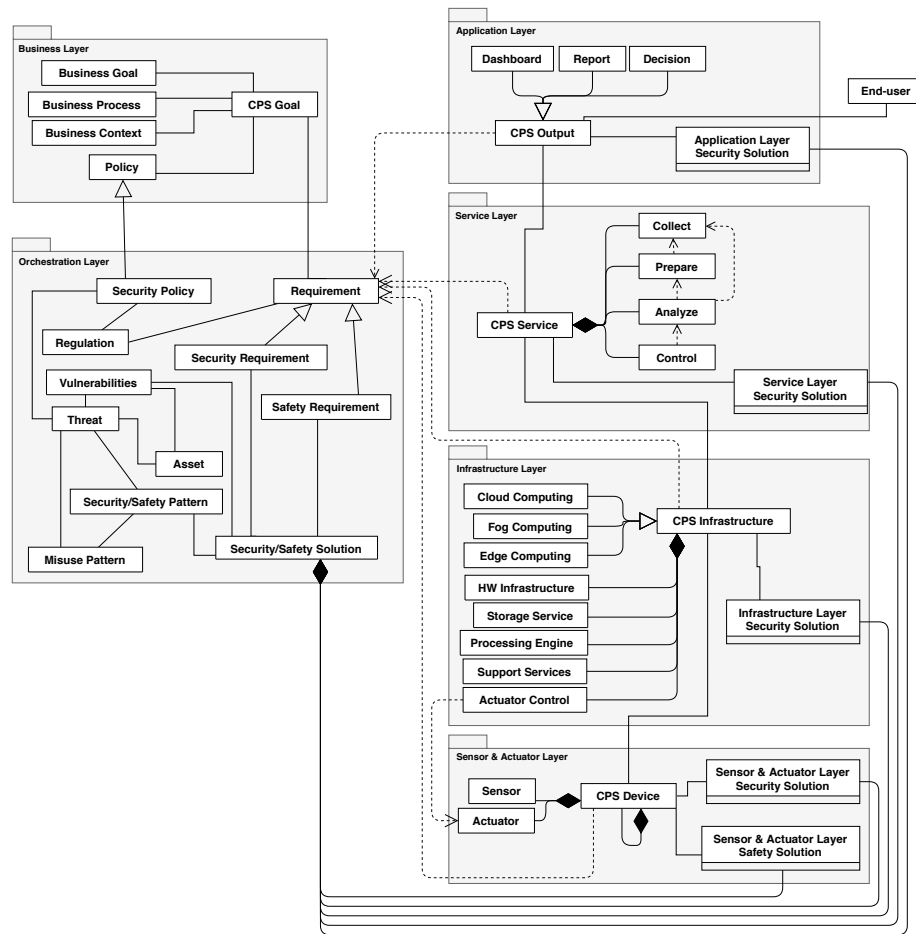 Business Layer
Business Goal
Business Process
CPS Goal
Business Context
Policy
Orchestration Layer
Security Policy
Requirement
Regulation
Security Requirement
Vulnerabilities
Safety Requirement
Threat
Asset
Security/Safety Pattern
Misuse Pattern
Security/Safety Solution
Application Layer
Dashboard
Report
Decision
End-user
CPS Output
Application Layer
Security Solution
Service Layer
Collect
Prepare
Analyze
CPS Service
Control
Service Layer
Security Solution
Infrastructure Layer
Cloud Computing
CPS Infrastructure
Fog Computing
Edge Computing
HW Infrastructure
Storage Service
Infrastructure Layer
Security Solution
Processing Engine
Support Services
Actuator Control
Sensor & Actuator Layer
Sensor
CPS Device
Sensor & Actuator Layer
Security Solution
Actuator
Sensor & Actuator Layer
Safety Solution